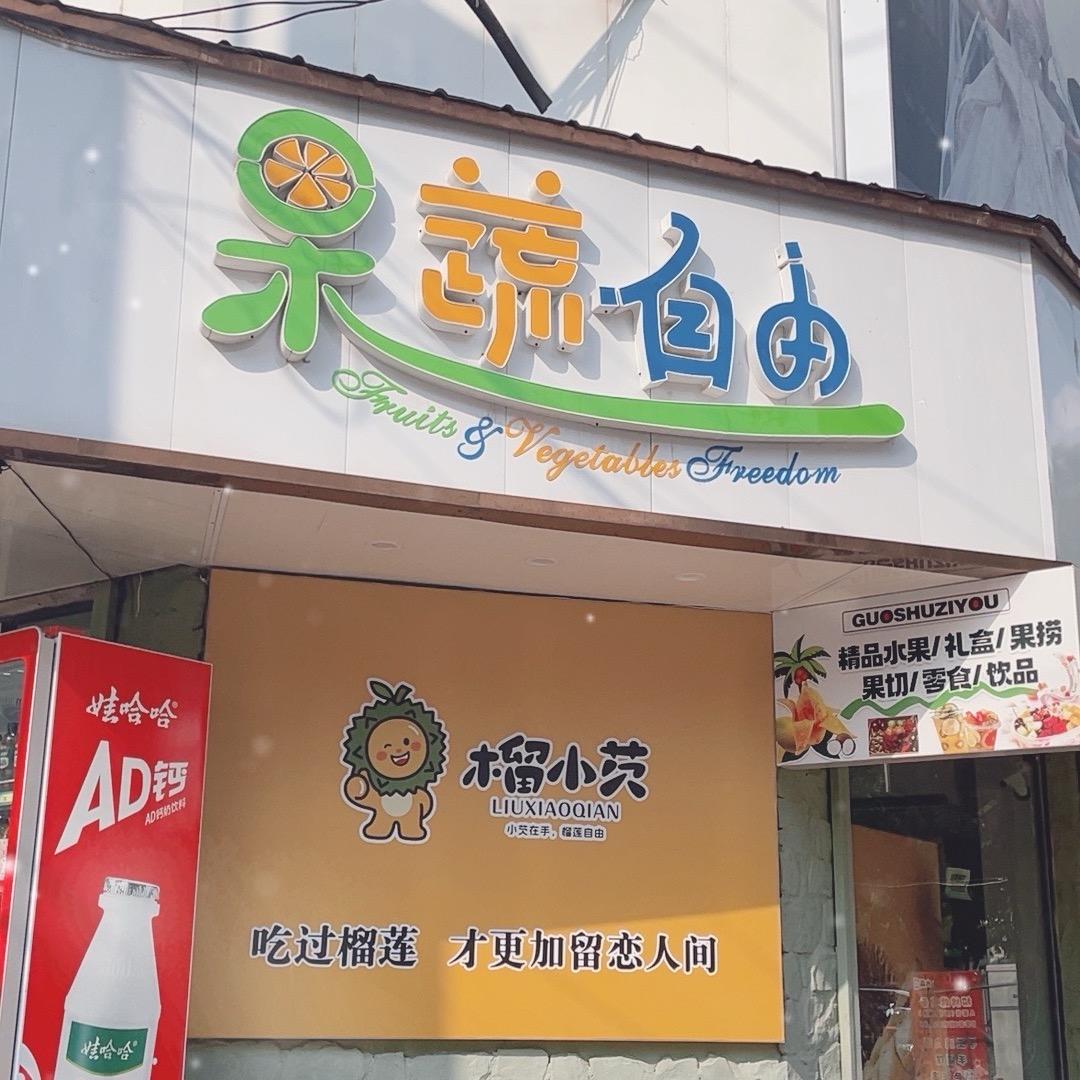 果蔬自由
Fruits & Vegetables Freedom
GUOSHUZIYOU
精品水果/礼盒/果捞
果切/零食/饮品
娃哈哈®
AD钙
AD钙奶饮料
娃哈哈®
榴小芡
LIUXIAOQIAN
小芡在手，榴莲自由
吃过榴莲 才更加留恋人间